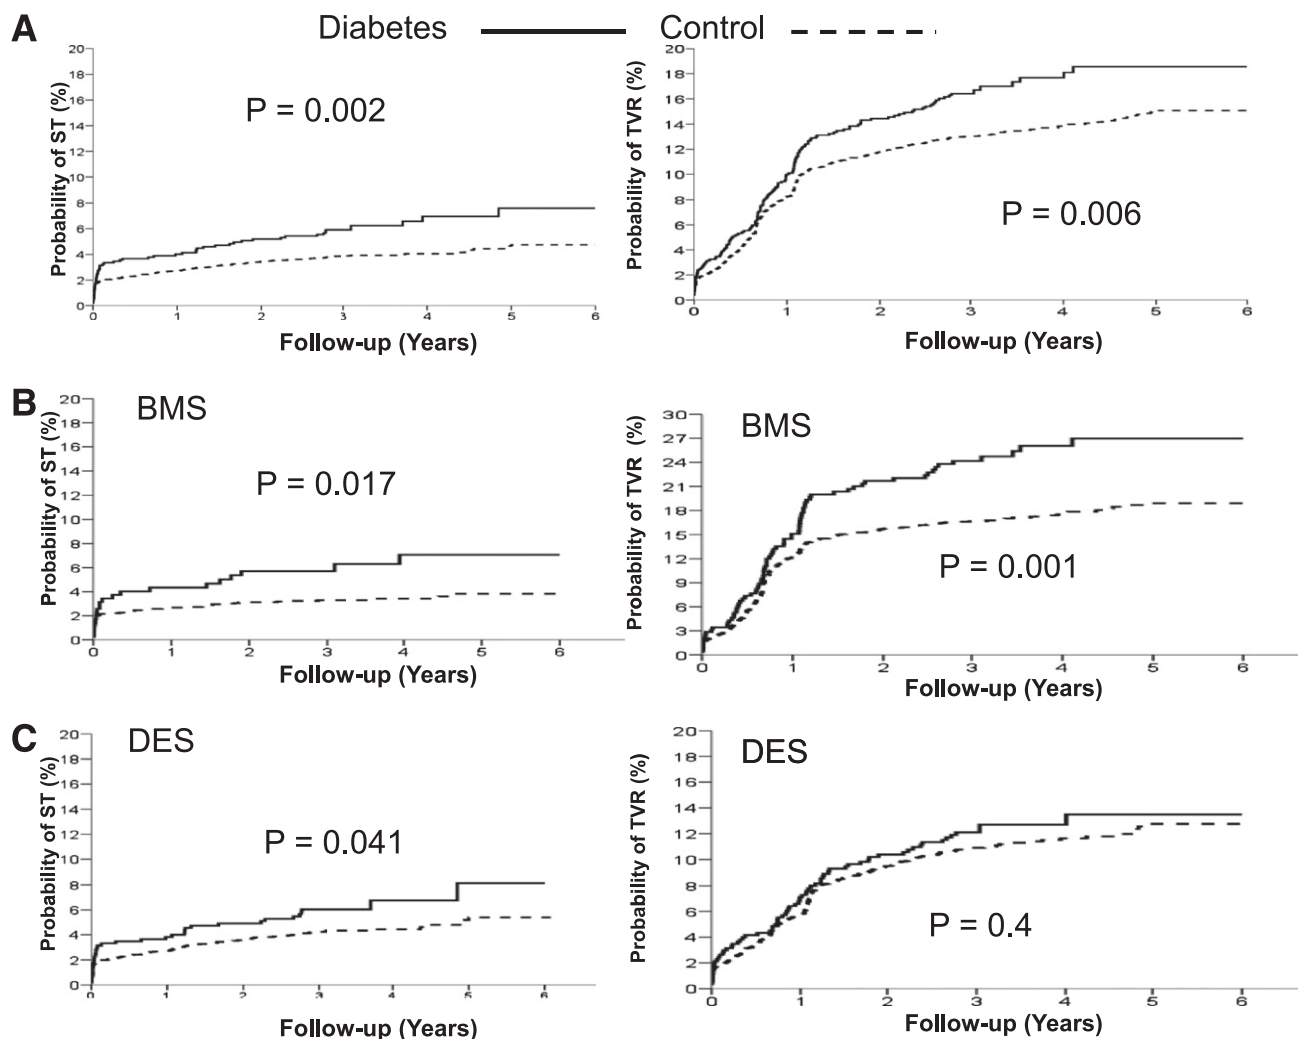 A
Diabetes
Control
Probability of ST (%)
20
18
16
14
12
10
8
6
4
2
0
P = 0.002
0 1 2 3 4 5 6
Follow-up (Years)
Probability of TVR (%)
20
18
16
14
12
10
8
6
4
2
0
P = 0.006
0 1 2 3 4 5 6
Follow-up (Years)
B
BMS
Probability of ST (%)
20
18
16
14
12
10
8
6
4
2
0
P = 0.017
0 1 2 3 4 5 6
Follow-up (Years)
BMS
Probability of TVR (%)
30
27
24
21
18
15
12
9
6
3
0
P = 0.001
0 1 2 3 4 5 6
Follow-up (Years)
C
DES
Probability of ST (%)
20
18
16
14
12
10
8
6
4
2
0
P = 0.041
0 1 2 3 4 5 6
Follow-up (Years)
DES
Probability of TVR (%)
20
18
16
14
12
10
8
6
4
2
0
P = 0.4
0 1 2 3 4 5 6
Follow-up (Years)